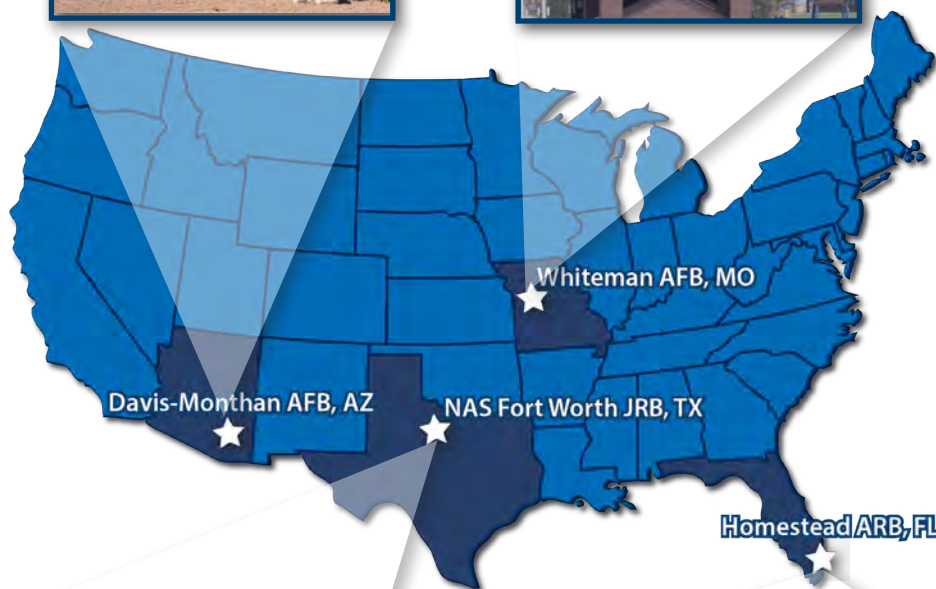 Whiteman AFB, MO
Davis-Monthan AFB, AZ
NAS Fort Worth JRB, TX
Homestead ARB, FL